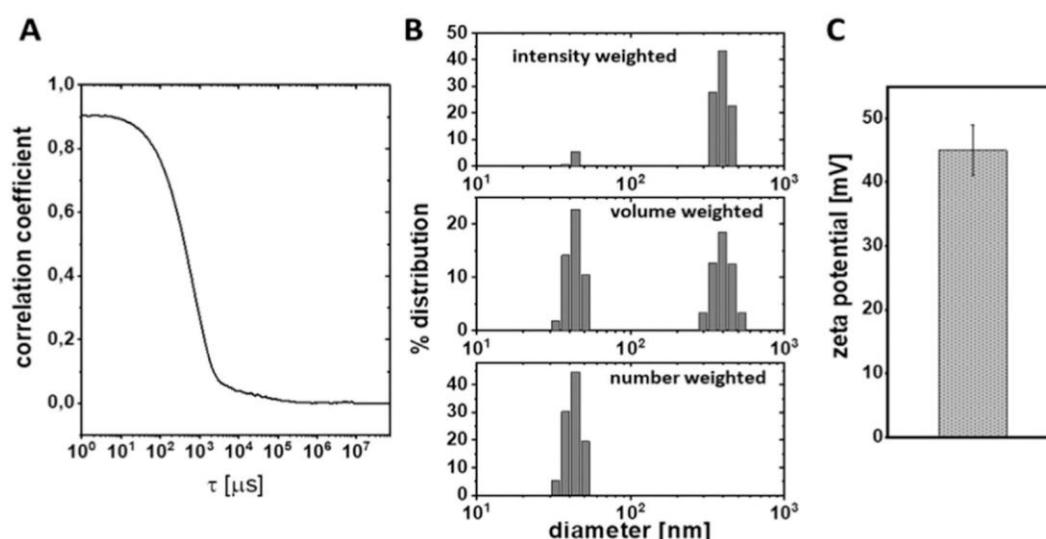 A
1,0
0,8
0,6
0,4
0,2
0,0
correlation coefficient
10⁰ 10¹ 10² 10³ 10⁴ 10⁵ 10⁶ 10⁷
τ [μs]
B
intensity weighted
50
40
30
20
10
0
10¹ 10² 10³
volume weighted
20
10
0
10¹ 10² 10³
number weighted
40
30
20
10
0
10¹ 10² 10³
% distribution
diameter [nm]
C
50
40
30
20
10
0
zeta potential [mV]